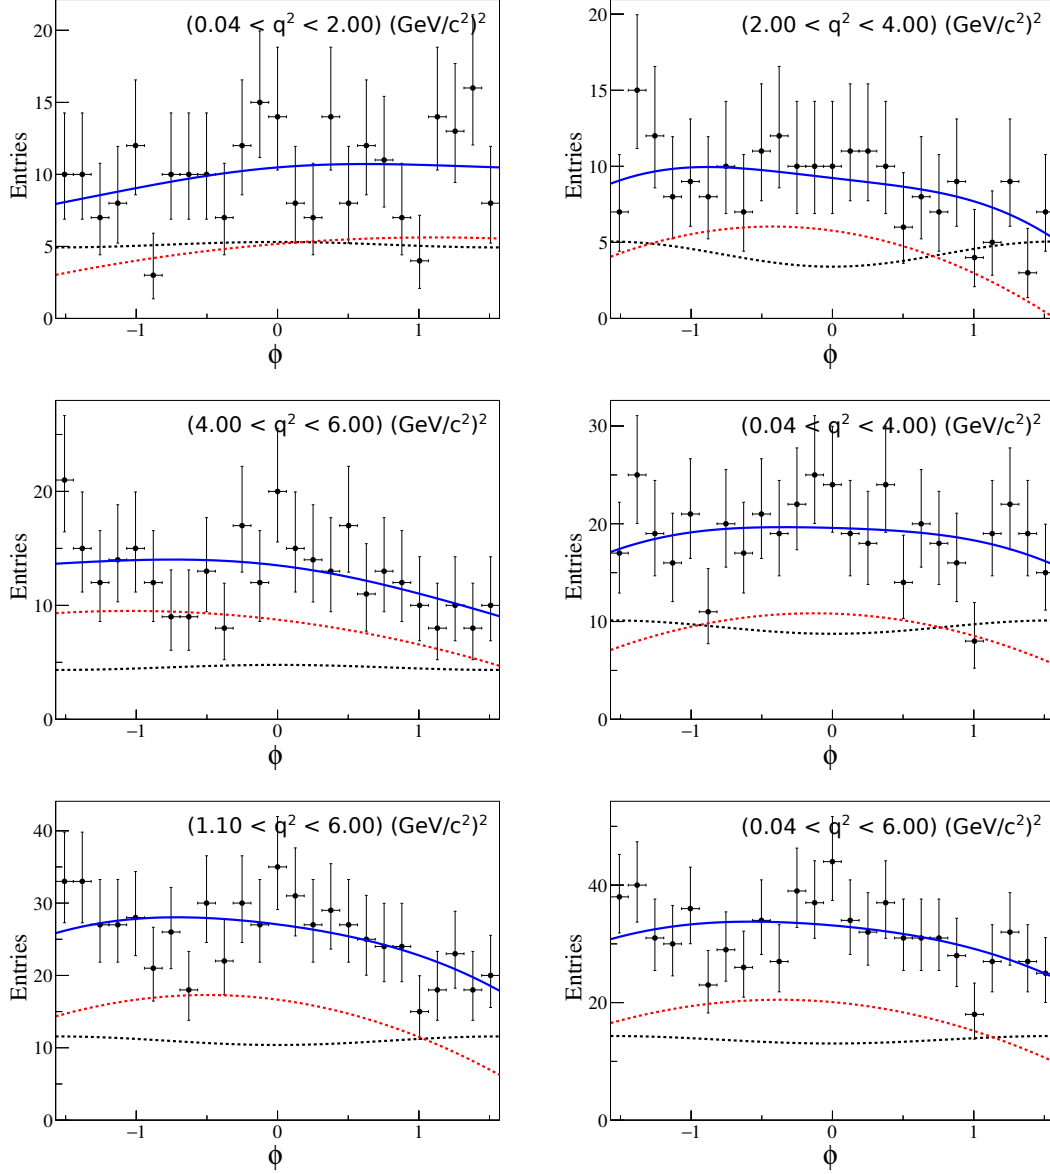 (0.04 < q² < 2.00) (GeV/c²)²
Entries
20
15
10
5
0
−1 0 1
ϕ
(2.00 < q² < 4.00) (GeV/c²)²
Entries
20
15
10
5
0
−1 0 1
ϕ
(4.00 < q² < 6.00) (GeV/c²)²
Entries
20
10
0
−1 0 1
ϕ
(0.04 < q² < 4.00) (GeV/c²)²
Entries
30
20
10
0
−1 0 1
ϕ
(1.10 < q² < 6.00) (GeV/c²)²
Entries
40
30
20
10
0
−1 0 1
ϕ
(0.04 < q² < 6.00) (GeV/c²)²
Entries
40
20
0
−1 0 1
ϕ